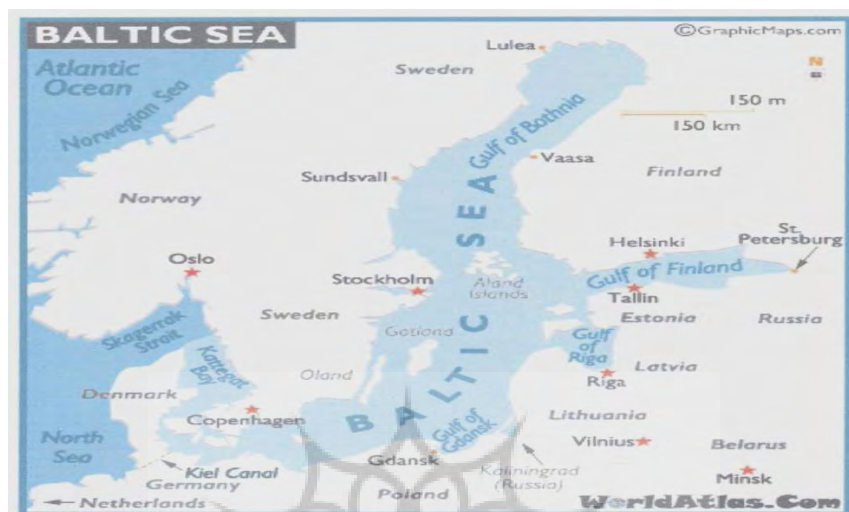 BALTIC SEA
©GraphicMaps.com
Atlantic
Ocean
Norwegian Sea
Lulea
Sweden
N
150 m
150 km
Gulf of Bothnia
Vaasa
Sundsvall
Finland
Norway
Helsinki
St.
Petersburg
Oslo
Stockholm
Aland
Islands
Gulf of Finland
Tallin
Sweden
Estonia
Russia
Skagerrak
Strait
Gotland
Gulf
of
Riga
Kattegat
Bay
Oland
Latvia
Riga
Denmark
BALTIC SEA
Copenhagen
Lithuania
Gulf of
Gdansk
North
Sea
Vilnius
Belarus
Kiel Canal
Gdansk
Kaliningrad
(Russia)
Minsk
Germany
Poland
Netherlands
WorldAtlas.Com